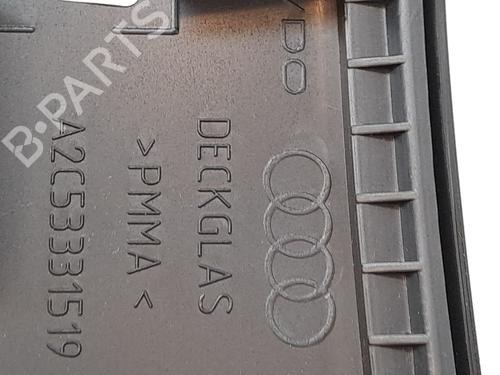 VDO
DECKGLAS
>PMMA<
A2C53331519
B-PARTS